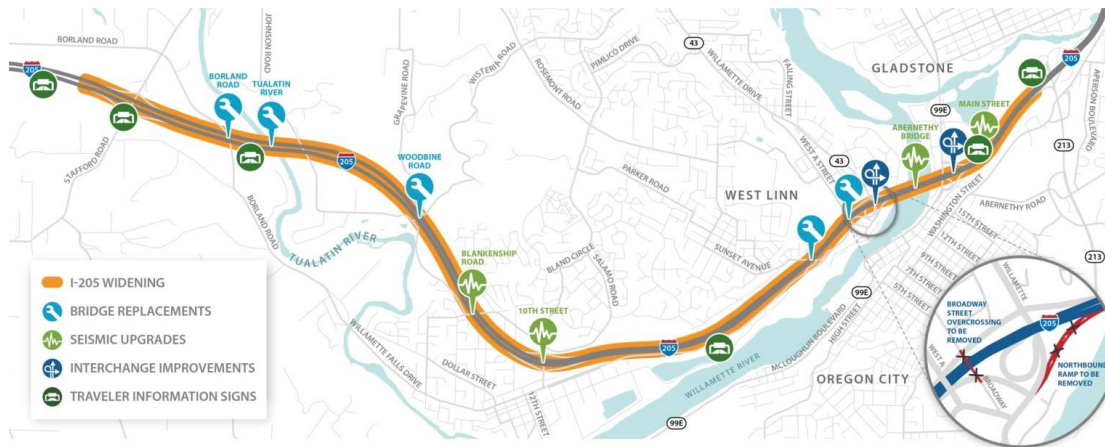 BORLAND ROAD
JOHNSON ROAD
205
BORLAND
ROAD
TUALATIN
RIVER
STAFFORD ROAD
BORLAND ROAD
GRAPEVINE ROAD
WISTERIA ROAD
ROSEMONT ROAD
PIMLICO DRIVE
43
WILLAMETTE DRIVE
FAILING STREET
GLADSTONE
205
APERSON BOULEVARD
99E
MAIN STREET
ABERNETHY
BRIDGE
213
WOODBINE
ROAD
205
PARKER ROAD
WEST A STREET
43
WEST LINN
WASHINGTON STREET
ABERNETHY ROAD
15TH STREET
12TH STREET
9TH STREET
7TH STREET
5TH STREET
213
TUALATIN RIVER
BLANKENSHIP
ROAD
BLAND CIRCLE
SALAMO ROAD
SUNSET AVENUE
10TH STREET
205
99E
MCLOUGHLIN BOULEVARD
HIGH STREET
WILLAMETTE RIVER
OREGON CITY
99E
WILLAMETTE FALLS DRIVE
DOLLAR STREET
12TH STREET
I-205 WIDENING
BRIDGE REPLACEMENTS
SEISMIC UPGRADES
INTERCHANGE IMPROVEMENTS
TRAVELER INFORMATION SIGNS
BROADWAY
STREET
OVERCROSSING
TO BE
REMOVED
WILLAMETTE
205
WEST A
BROADWAY
NORTHBOUND
RAMP TO BE
REMOVED